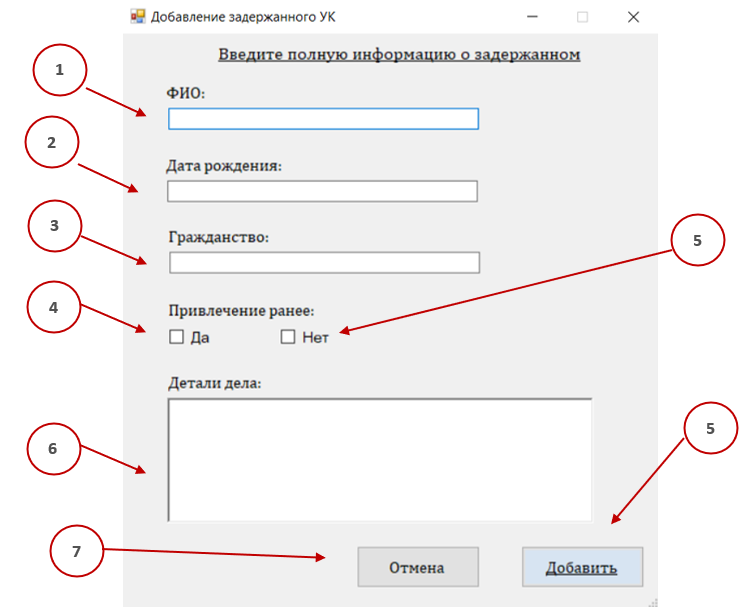 Добавление задержанного УК
Введите полную информацию о задержанном
1
ФИО:
2
Дата рождения:
3
Гражданство:
5
4
Привлечение ранее:
Да Нет
Детали дела:
5
6
7
Отмена Добавить